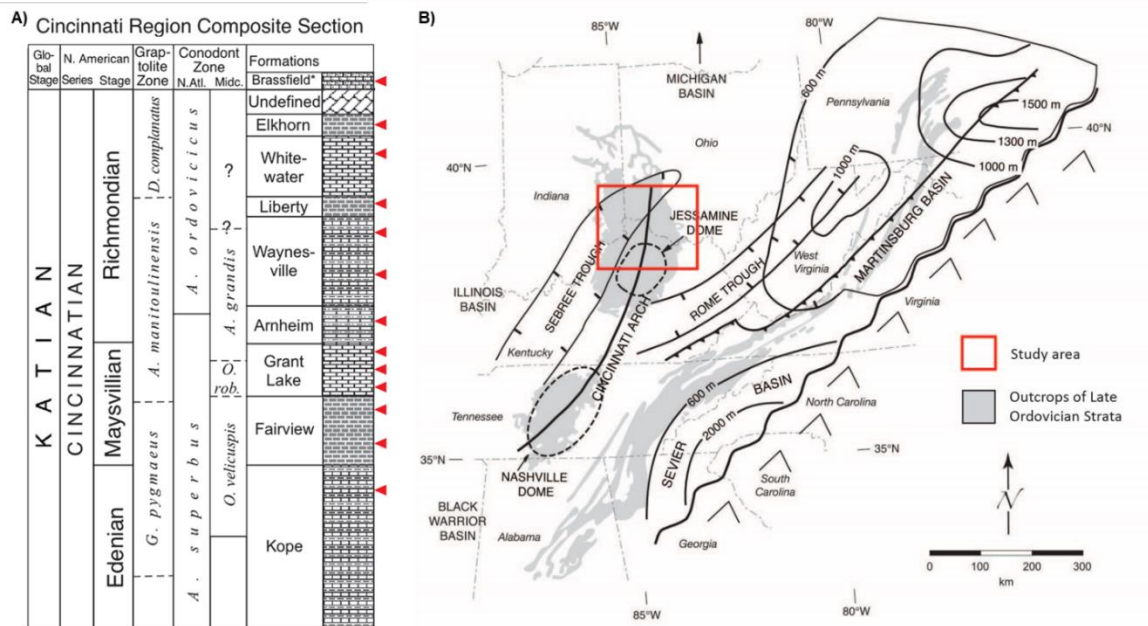 A)
Cincinnati Region Composite Section
Glo-
bal
Stage
N. American
Series Stage
Grap-
tolite
Zone
Conodont
Zone
N.Atl. Midc.
Formations
Brassfield*
Undefined
Elkhorn
White-
water
Liberty
Waynes-
ville
Arnheim
Grant
Lake
Fairview
Kope
KATIAN
CINCINNATIAN
Richmondian
Maysvillian
Edenian
D. complanatus
A. manitoulinensis
G. pygmaeus
A. ordovicicus
A. superbus
?
?
A. grandis
O.
rob.
O. velicuspis
B)
85°W
80°W
MICHIGAN
BASIN
600 m
Pennsylvania
1500 m
1300 m
1000 m
40°N
Ohio
40°N
1000 m
Indiana
JESSAMINE
DOME
MARTINSBURG BASIN
West
Virginia
SEBREE TROUGH
ROME TROUGH
ILLINOIS
BASIN
Virginia
CINCINNATI ARCH
Kentucky
Study area
600 m
BASIN
Outcrops of Late
Ordovician Strata
North Carolina
Tennessee
2000 m
SEVIER
35°N
35°N
NASHVILLE
DOME
South
Carolina
N
BLACK
WARRIOR
BASIN
Alabama
Georgia
0 100 200 300
km
85°W
80°W